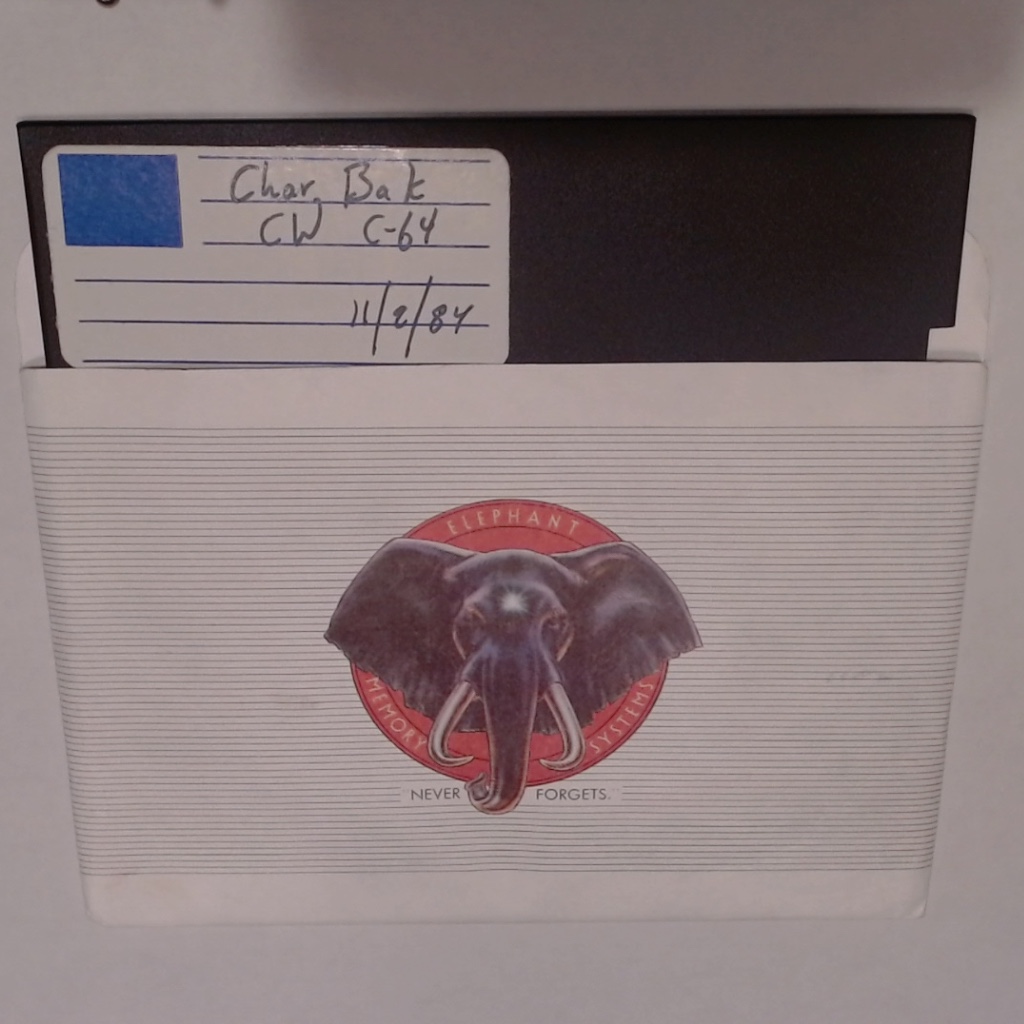 Char. Bak
CW C-64
11/2/84
ELEPHANT
MEMORY SYSTEMS
NEVER FORGETS.